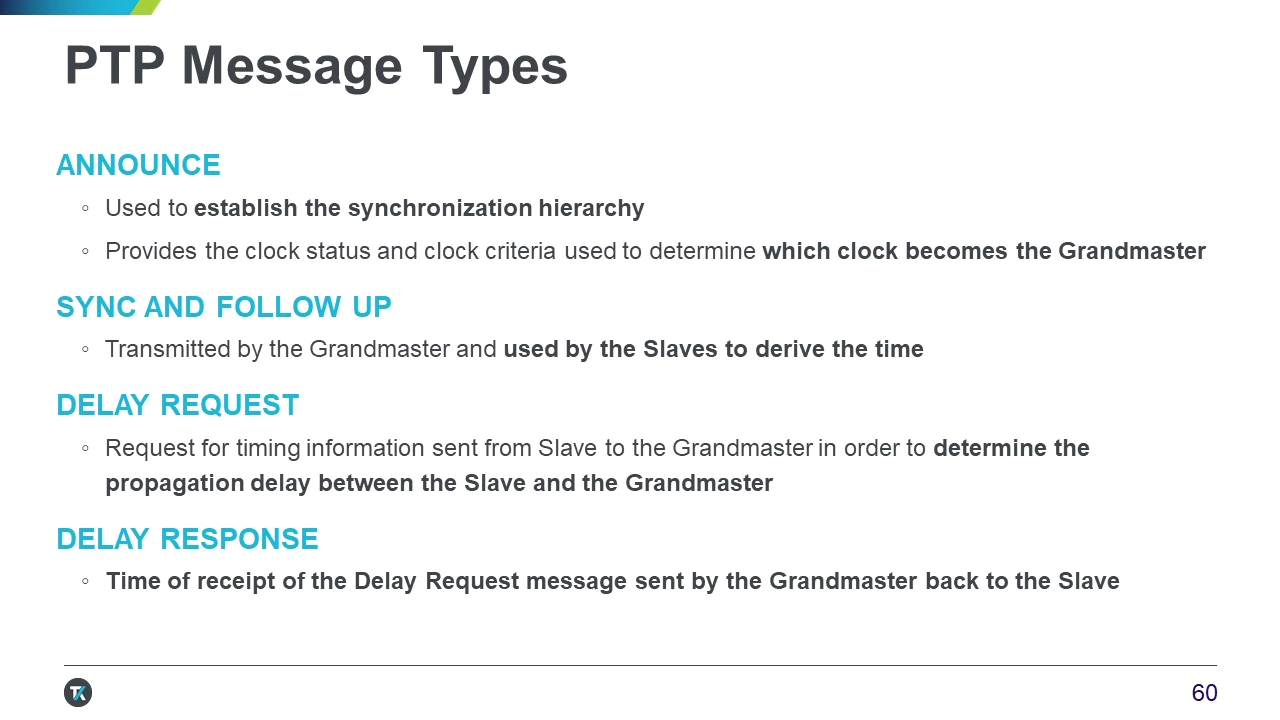 PTP Message Types
ANNOUNCE
◦ Used to establish the synchronization hierarchy
◦ Provides the clock status and clock criteria used to determine which clock becomes the Grandmaster
SYNC AND FOLLOW UP
◦ Transmitted by the Grandmaster and used by the Slaves to derive the time
DELAY REQUEST
◦ Request for timing information sent from Slave to the Grandmaster in order to determine the
propagation delay between the Slave and the Grandmaster
DELAY RESPONSE
◦ Time of receipt of the Delay Request message sent by the Grandmaster back to the Slave
TK
60